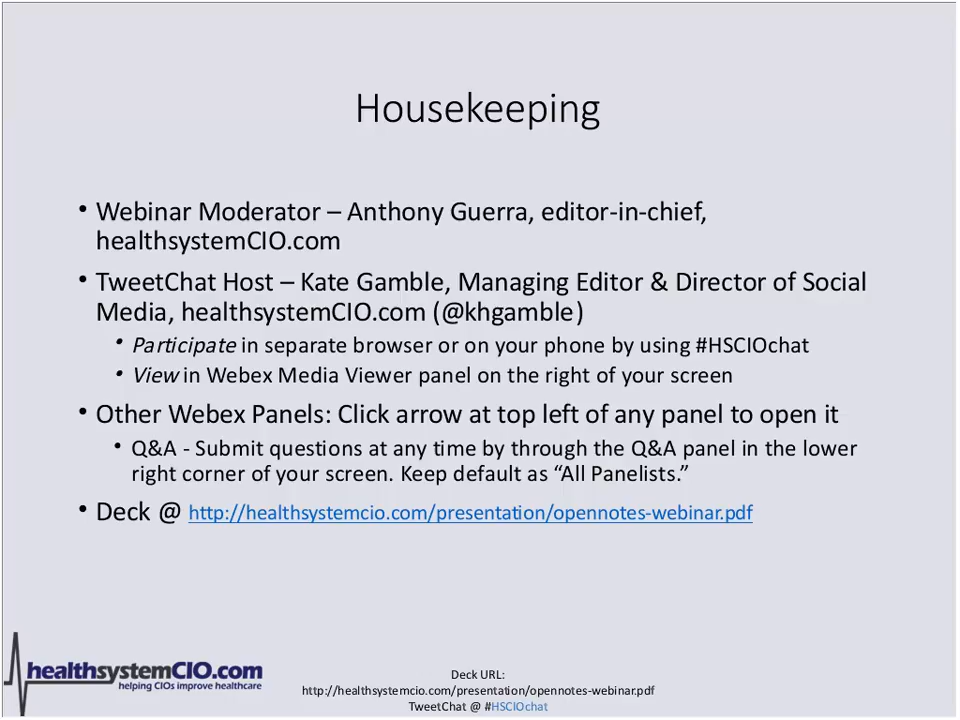 Housekeeping
• Webinar Moderator – Anthony Guerra, editor-in-chief,
healthsystemCIO.com
• TweetChat Host – Kate Gamble, Managing Editor & Director of Social
Media, healthsystemCIO.com (@khgamble)
• Participate in separate browser or on your phone by using #HSCIOchat
• View in Webex Media Viewer panel on the right of your screen
• Other Webex Panels: Click arrow at top left of any panel to open it
• Q&A - Submit questions at any time by through the Q&A panel in the lower
right corner of your screen. Keep default as “All Panelists.”
• Deck @ http://healthsystemcio.com/presentation/opennotes-webinar.pdf
healthsystemCIO.com
helping CIOs improve healthcare
Deck URL:
http://healthsystemcio.com/presentation/opennotes-webinar.pdf
TweetChat @ #HSCIOchat